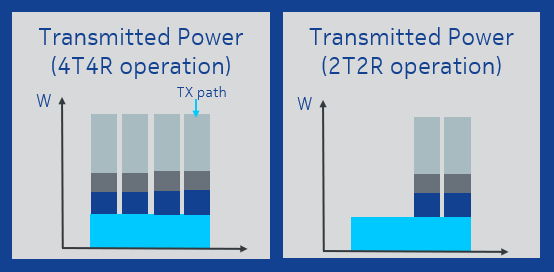 Transmitted Power
(4T4R operation)
TX path
W
Transmitted Power
(2T2R operation)
W